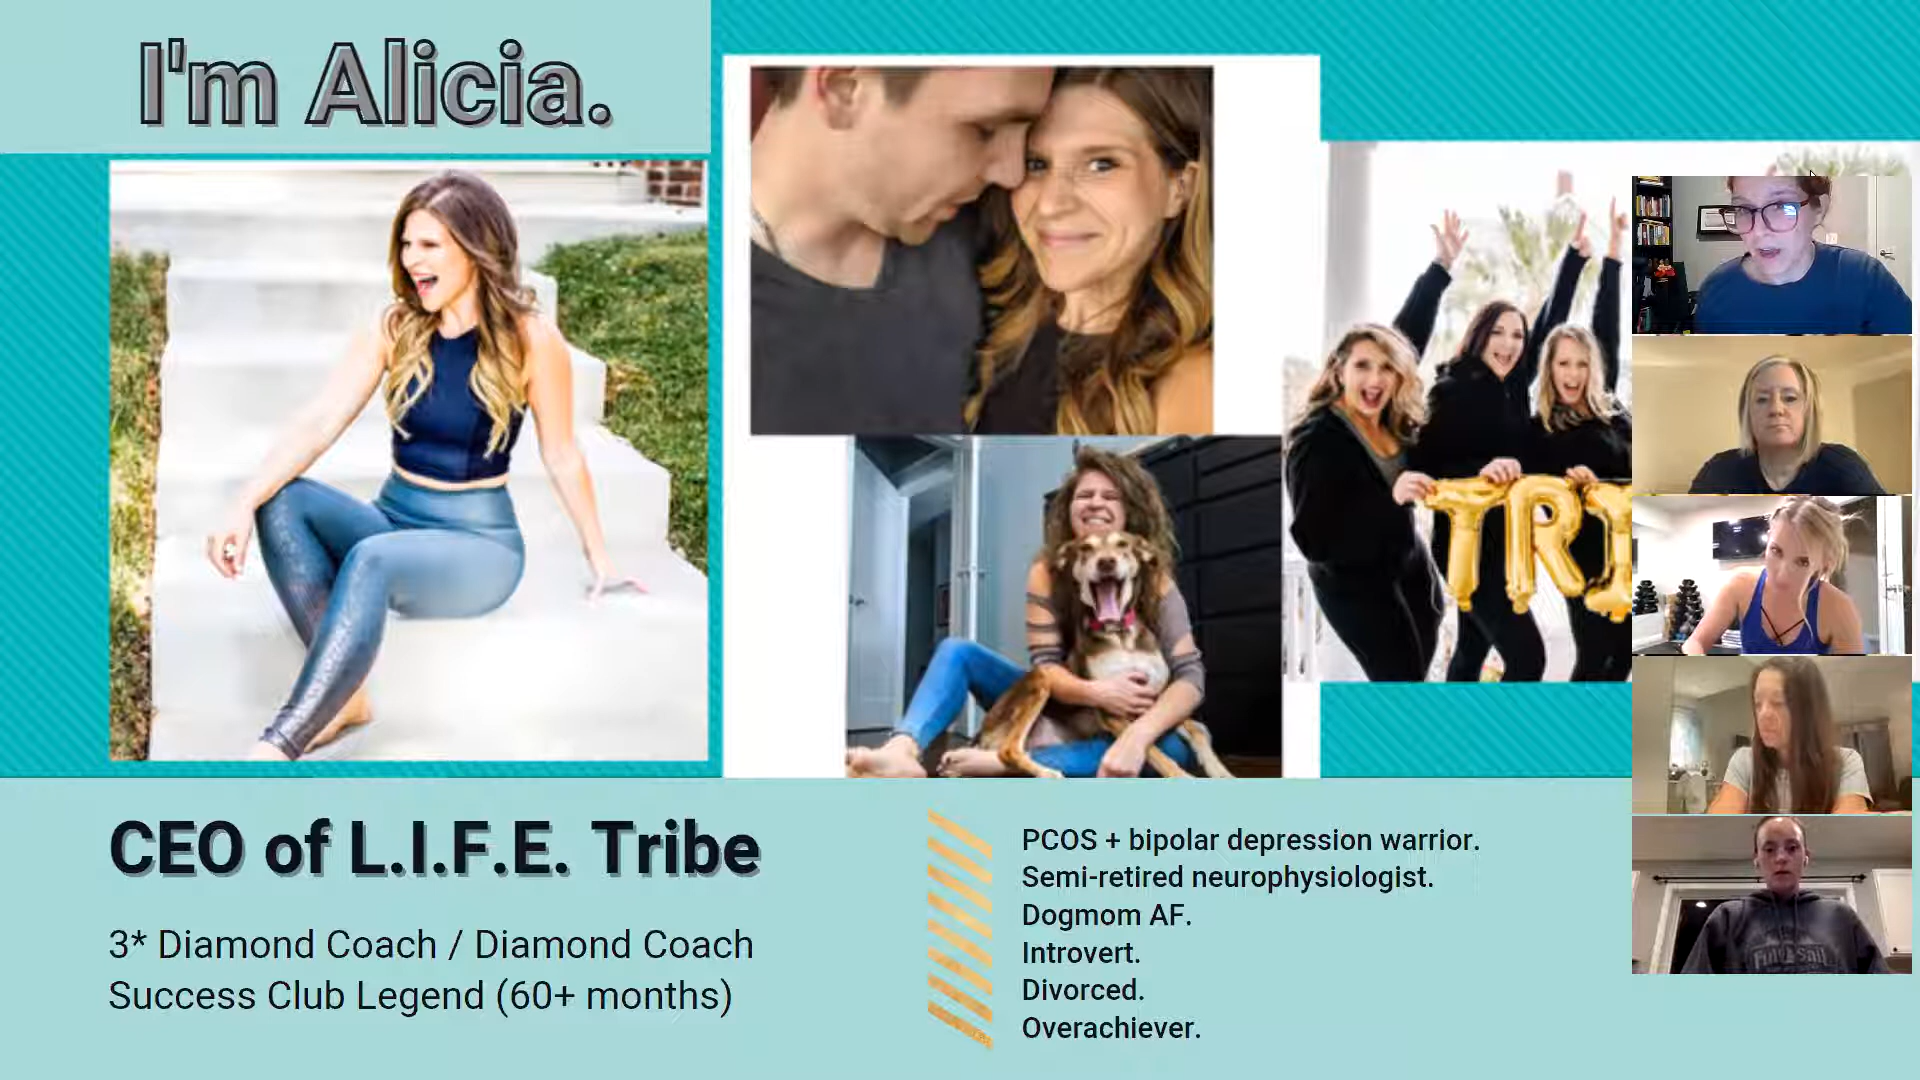 I'm Alicia.
TRI
CEO of L.I.F.E. Tribe
3* Diamond Coach / Diamond Coach
Success Club Legend (60+ months)
PCOS + bipolar depression warrior.
Semi-retired neurophysiologist.
Dogmom AF.
Introvert.
Divorced.
Overachiever.